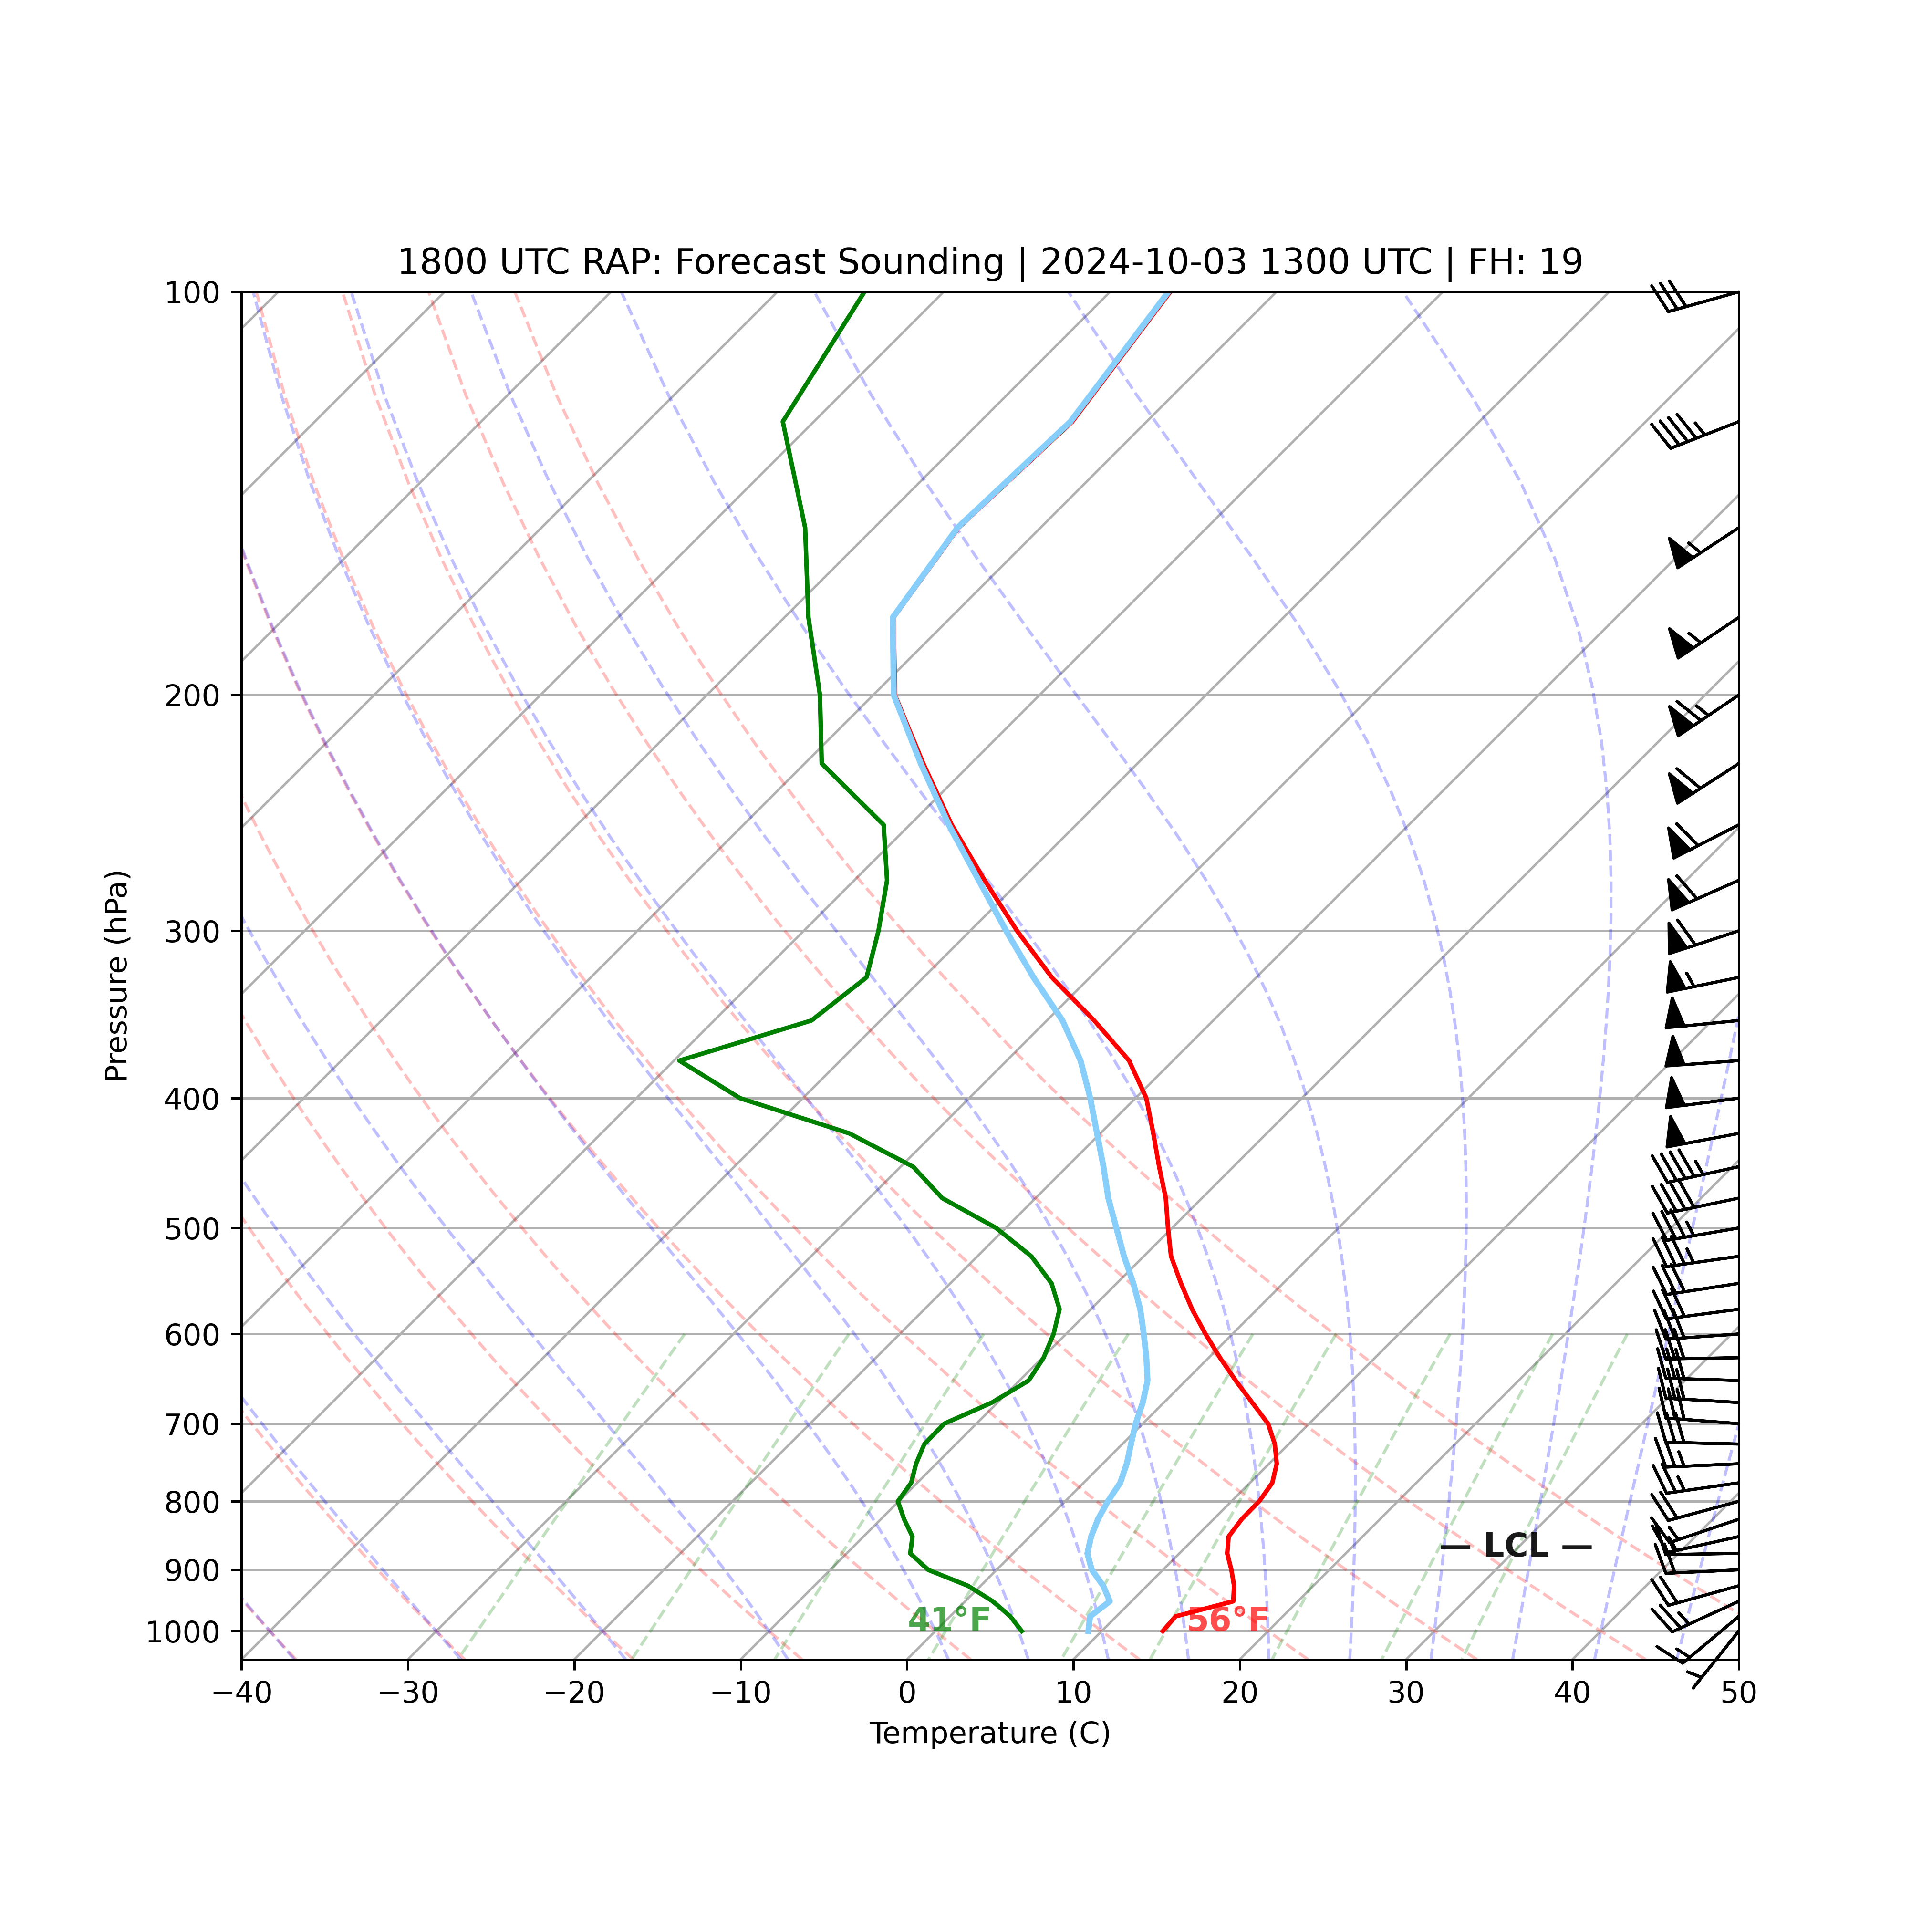 1800 UTC RAP: Forecast Sounding | 2024-10-03 1300 UTC | FH: 19
100
200
300
400
500
600
700
800
900
1000
Pressure (hPa)
— LCL —
41°F
56°F
−40 −30 −20 −10 0 10 20 30 40 50
Temperature (C)